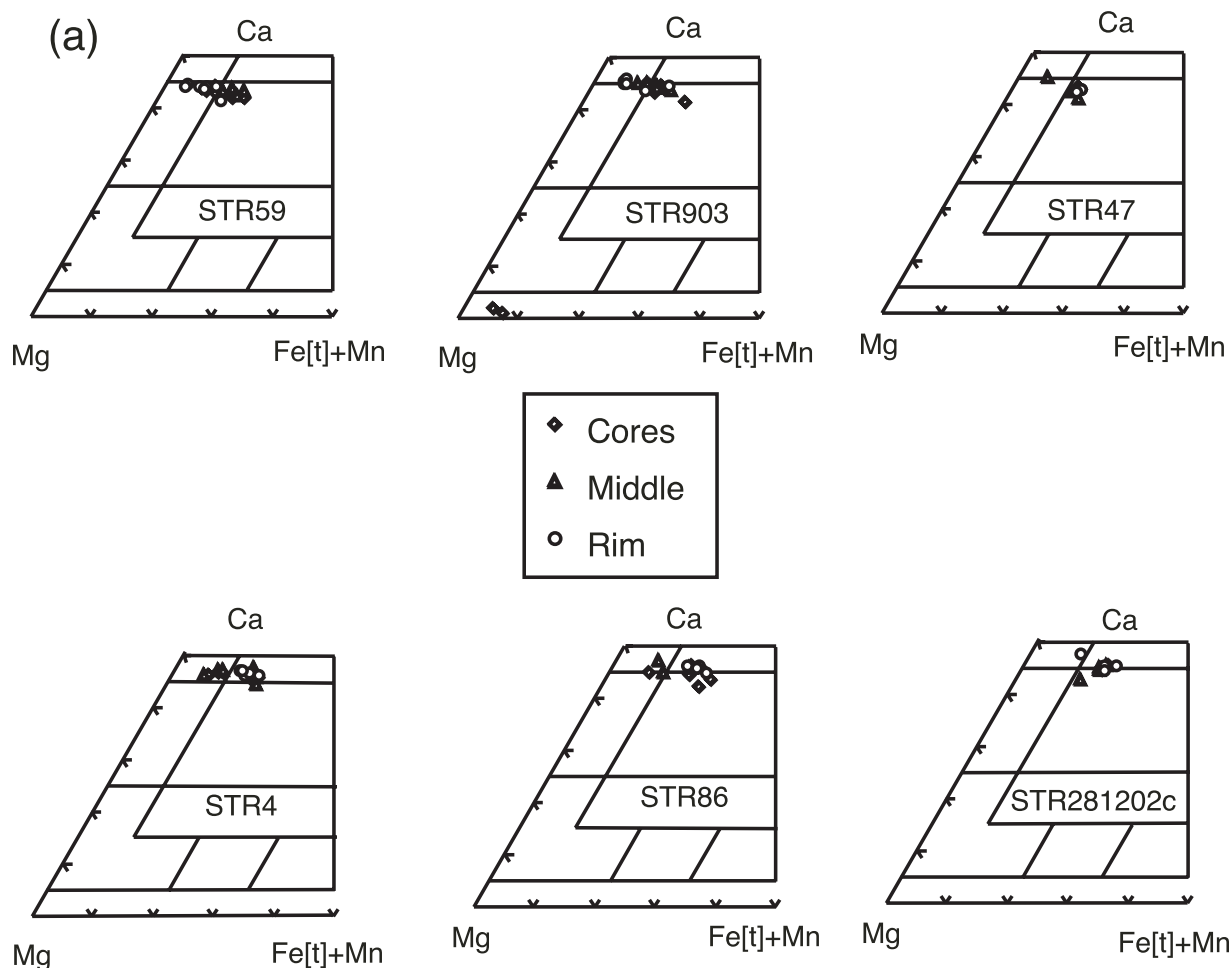 (a)
Ca
Ca
Ca
STR59
STR903
STR47
Mg
Fe[t]+Mn
Mg
Fe[t]+Mn
Mg
Fe[t]+Mn
Cores
Middle
Rim
Ca
Ca
Ca
STR4
STR86
STR281202c
Mg
Fe[t]+Mn
Mg
Fe[t]+Mn
Mg
Fe[t]+Mn